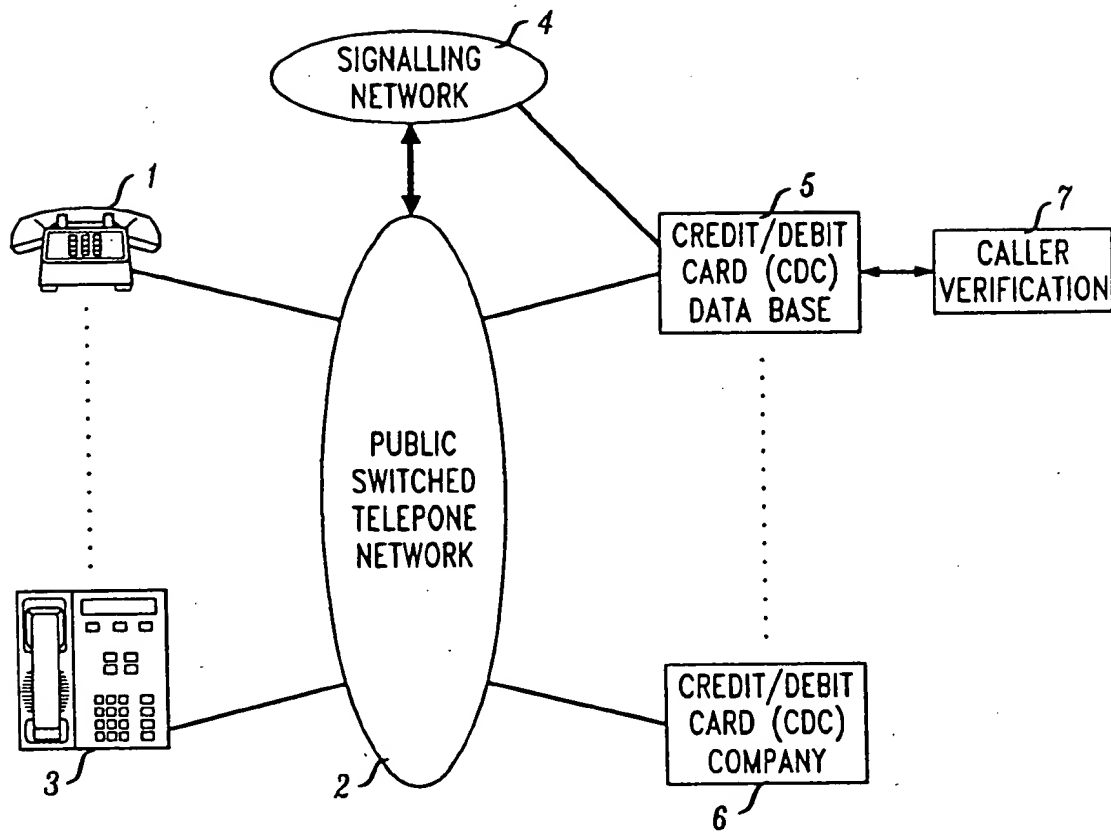 4
SIGNALLING
NETWORK
1
5
CREDIT/DEBIT
CARD (CDC)
DATA BASE
7
CALLER
VERIFICATION
PUBLIC
SWITCHED
TELEPONE
NETWORK
3
2
CREDIT/DEBIT
CARD (CDC)
COMPANY
6